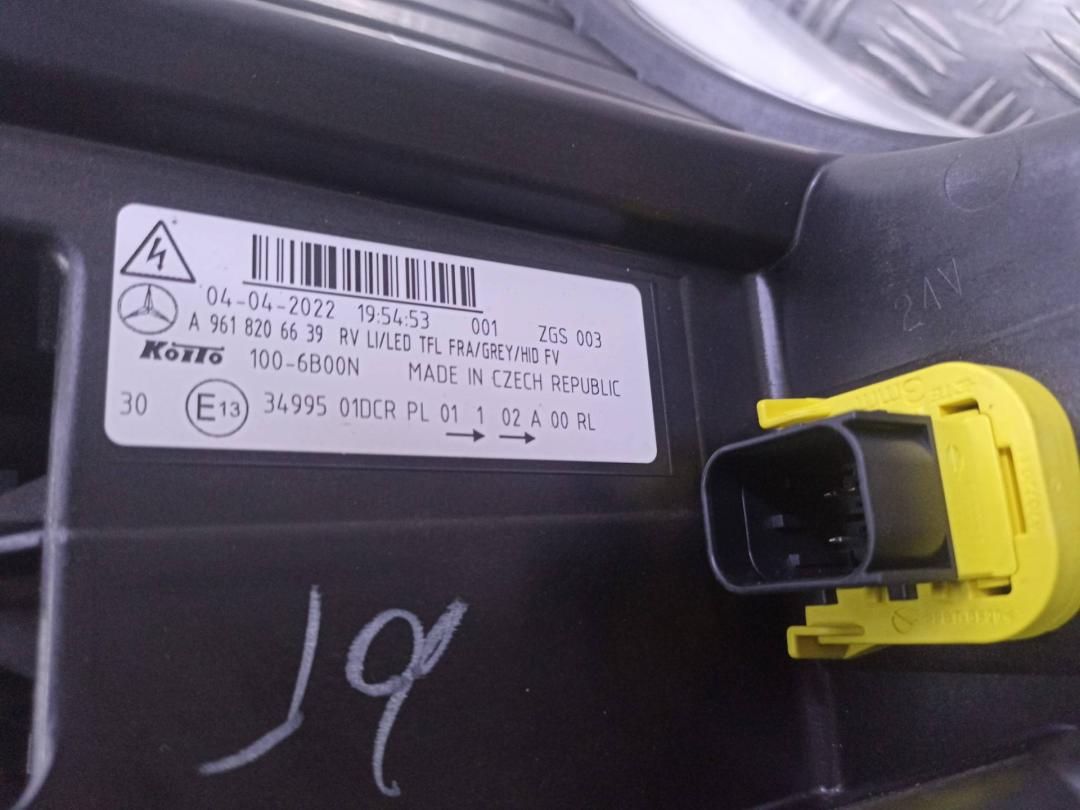 04-04-2022 19:54:53 001 ZGS 003
A 961 820 66 39 RV LI/LED TFL FRA/GREY/HID FV
KOITO 100-6B00N MADE IN CZECH REPUBLIC
30 E13 34995 01DCR PL 01 1 02 A 00 RL
24V